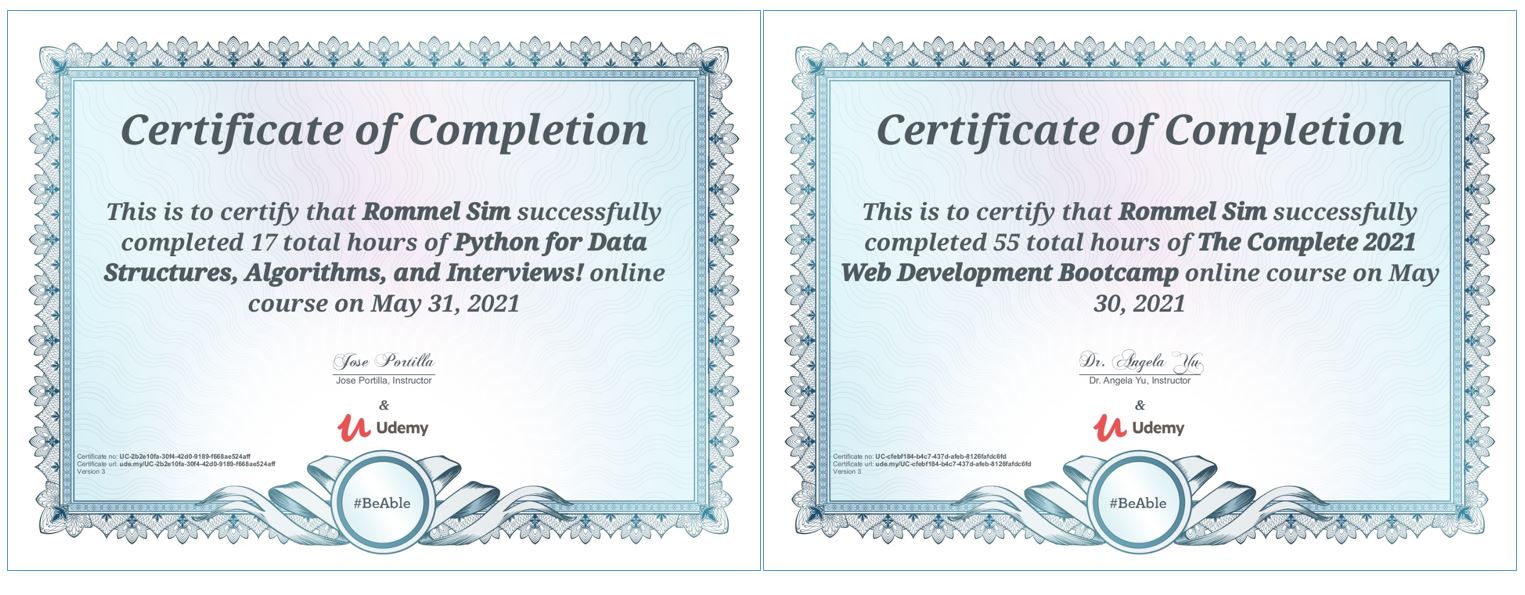 Certificate of Completion
This is to certify that Rommel Sim successfully
completed 17 total hours of Python for Data
Structures, Algorithms, and Interviews! online
course on May 31, 2021
Jose Portilla
Jose Portilla, Instructor
&
Udemy
Certificate no: UC-2b2e10fa-30f4-42d0-9189-f668ae524aff
Certificate url: ude.my/UC-2b2e10fa-30f4-42d0-9189-f668ae524aff
Version 3
#BeAble
Certificate of Completion
This is to certify that Rommel Sim successfully
completed 55 total hours of The Complete 2021
Web Development Bootcamp online course on May
30, 2021
Dr. Angela Yu
Dr. Angela Yu, Instructor
&
Udemy
Certificate no: UC-cfebf184-b4c7-437d-afeb-8126fafdc6fd
Certificate url: ude.my/UC-cfebf184-b4c7-437d-afeb-8126fafdc6fd
Version 3
#BeAble